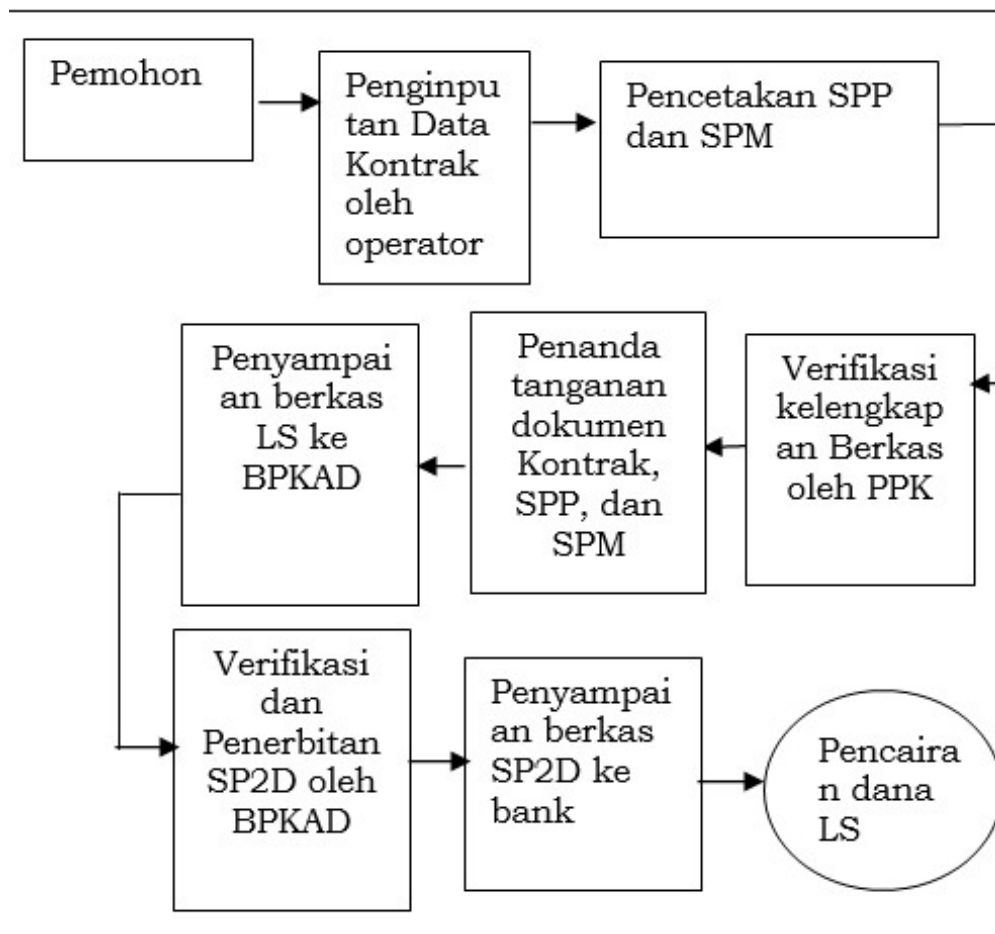 Pemohon
Penginpu
tan Data
Kontrak
oleh
operator
Pencetakan SPP
dan SPM
Verifikasi
kelengkap
an Berkas
oleh PPK
Penanda
tanganan
dokumen
Kontrak,
SPP, dan
SPM
Penyampai
an berkas
LS ke
BPKAD
Verifikasi
dan
Penerbitan
SP2D oleh
BPKAD
Penyampai
an berkas
SP2D ke
bank
Pencaira
n dana
LS